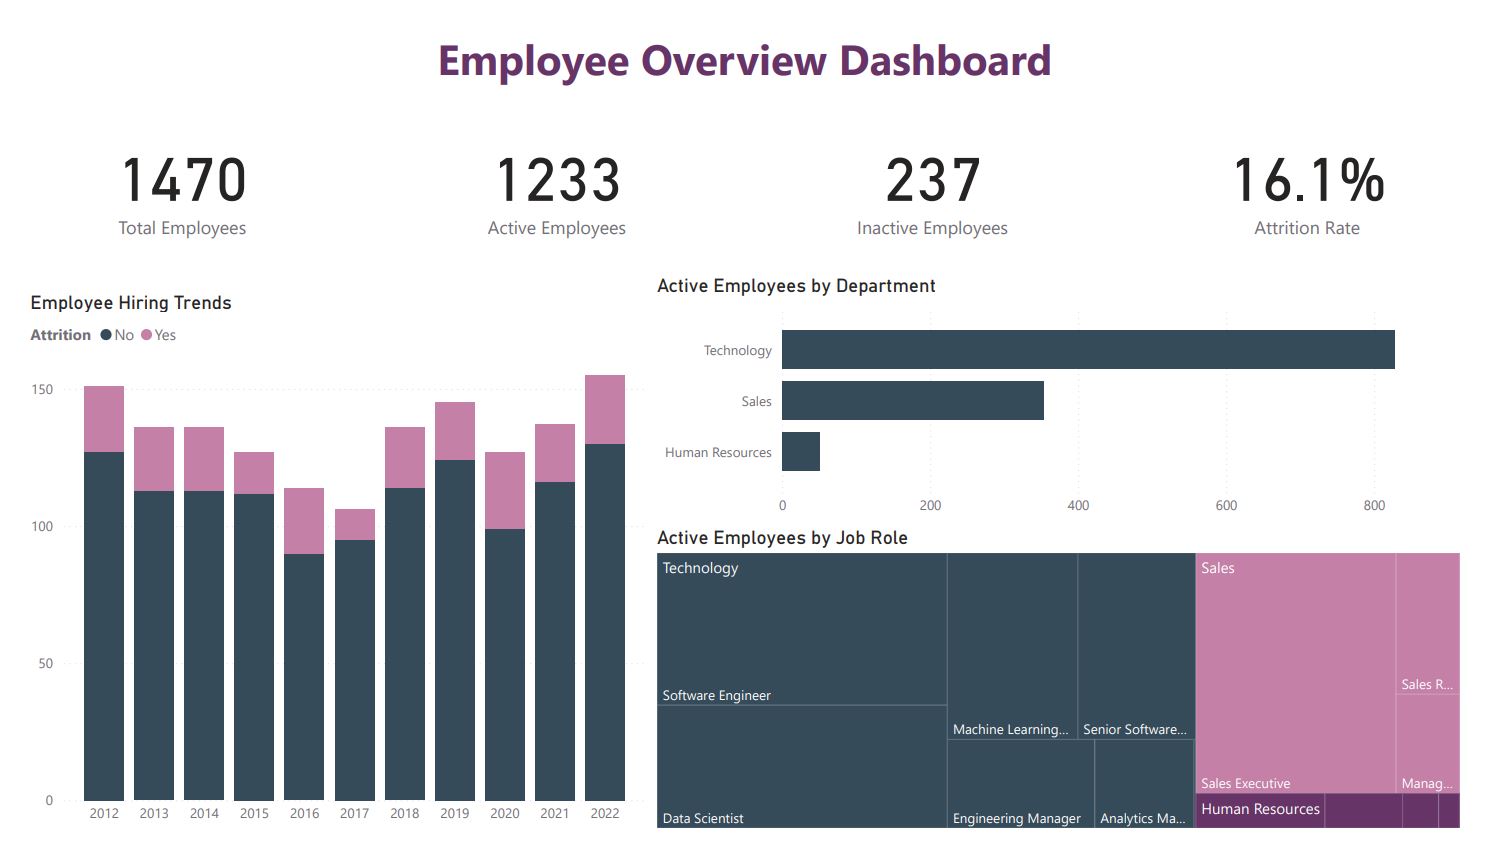 Employee Overview Dashboard
1470
Total Employees
1233
Active Employees
237
Inactive Employees
16.1%
Attrition Rate
Employee Hiring Trends
Attrition No Yes
150
100
50
0
2012 2013 2014 2015 2016 2017 2018 2019 2020 2021 2022
Active Employees by Department
Technology
Sales
Human Resources
0 200 400 600 800
Active Employees by Job Role
Technology
Software Engineer
Data Scientist
Machine Learning...
Senior Software...
Engineering Manager
Analytics Ma...
Sales
Sales Executive
Sales R...
Manag...
Human Resources